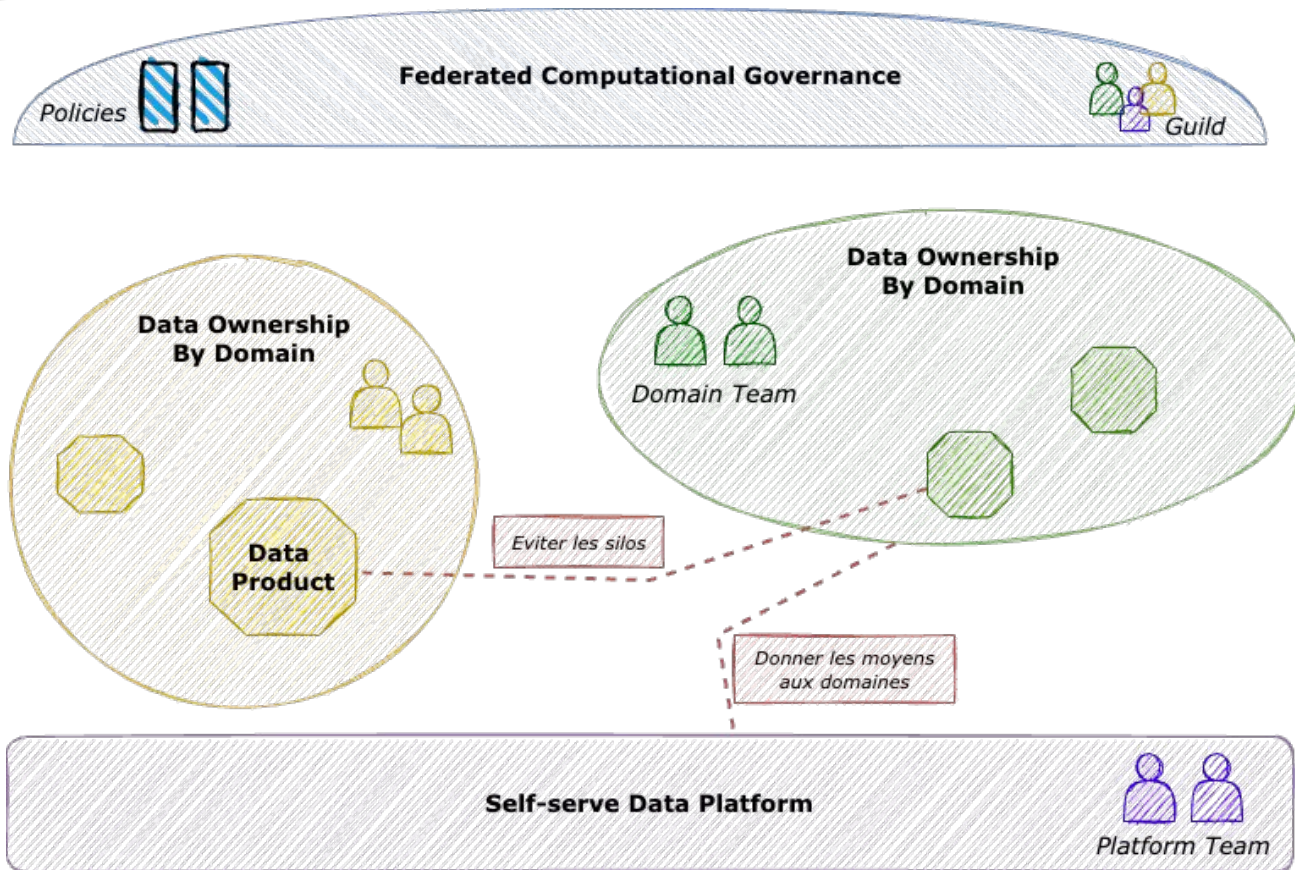 Federated Computational Governance
Policies
Guild
Data Ownership
By Domain
Data Ownership
By Domain
Domain Team
Data
Product
Eviter les silos
Donner les moyens
aux domaines
Self-serve Data Platform
Platform Team